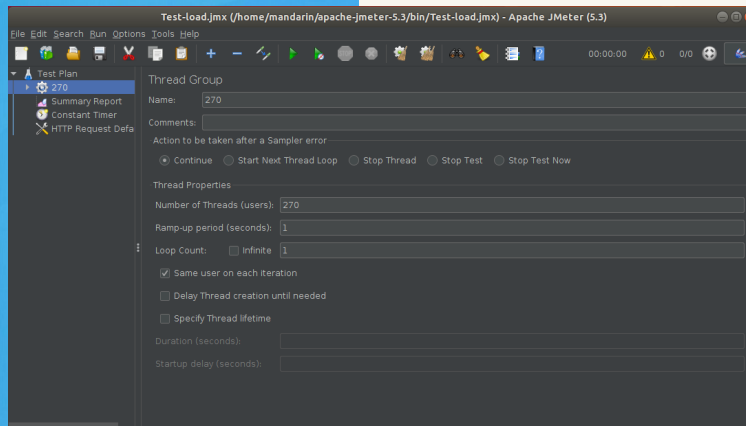 Test-load.jmx (/home/mandarin/apache-jmeter-5.3/bin/Test-load.jmx) - Apache JMeter (5.3)
File Edit Search Run Options Tools Help
00:00:00 0 0/0
Test Plan
270
Summary Report
Constant Timer
HTTP Request Defa
Thread Group
Name: 270
Comments:
Action to be taken after a Sampler error
Continue Start Next Thread Loop Stop Thread Stop Test Stop Test Now
Thread Properties
Number of Threads (users): 270
Ramp-up period (seconds): 1
Loop Count: Infinite 1
Same user on each iteration
Delay Thread creation until needed
Specify Thread lifetime
Duration (seconds):
Startup delay (seconds):